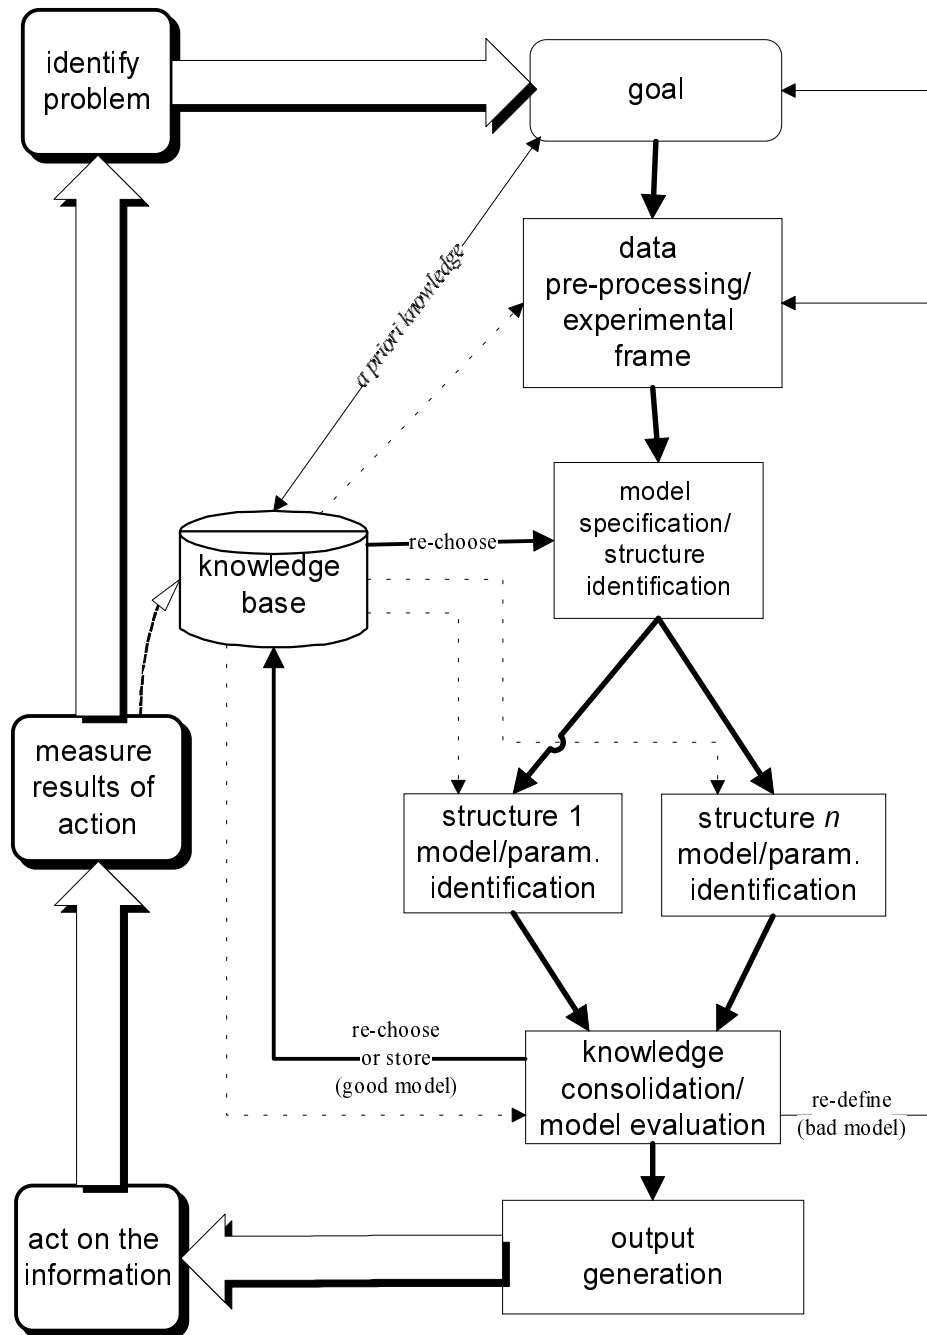 identify
problem
goal
data
pre-processing/
experimental
frame
a priori knowledge
model
specification/
structure
identification
re-choose
knowledge
base
measure
results of
action
structure 1
model/param.
identification
structure n
model/param.
identification
re-choose
or store
(good model)
knowledge
consolidation/
model evaluation
re-define
(bad model)
act on the
information
output
generation